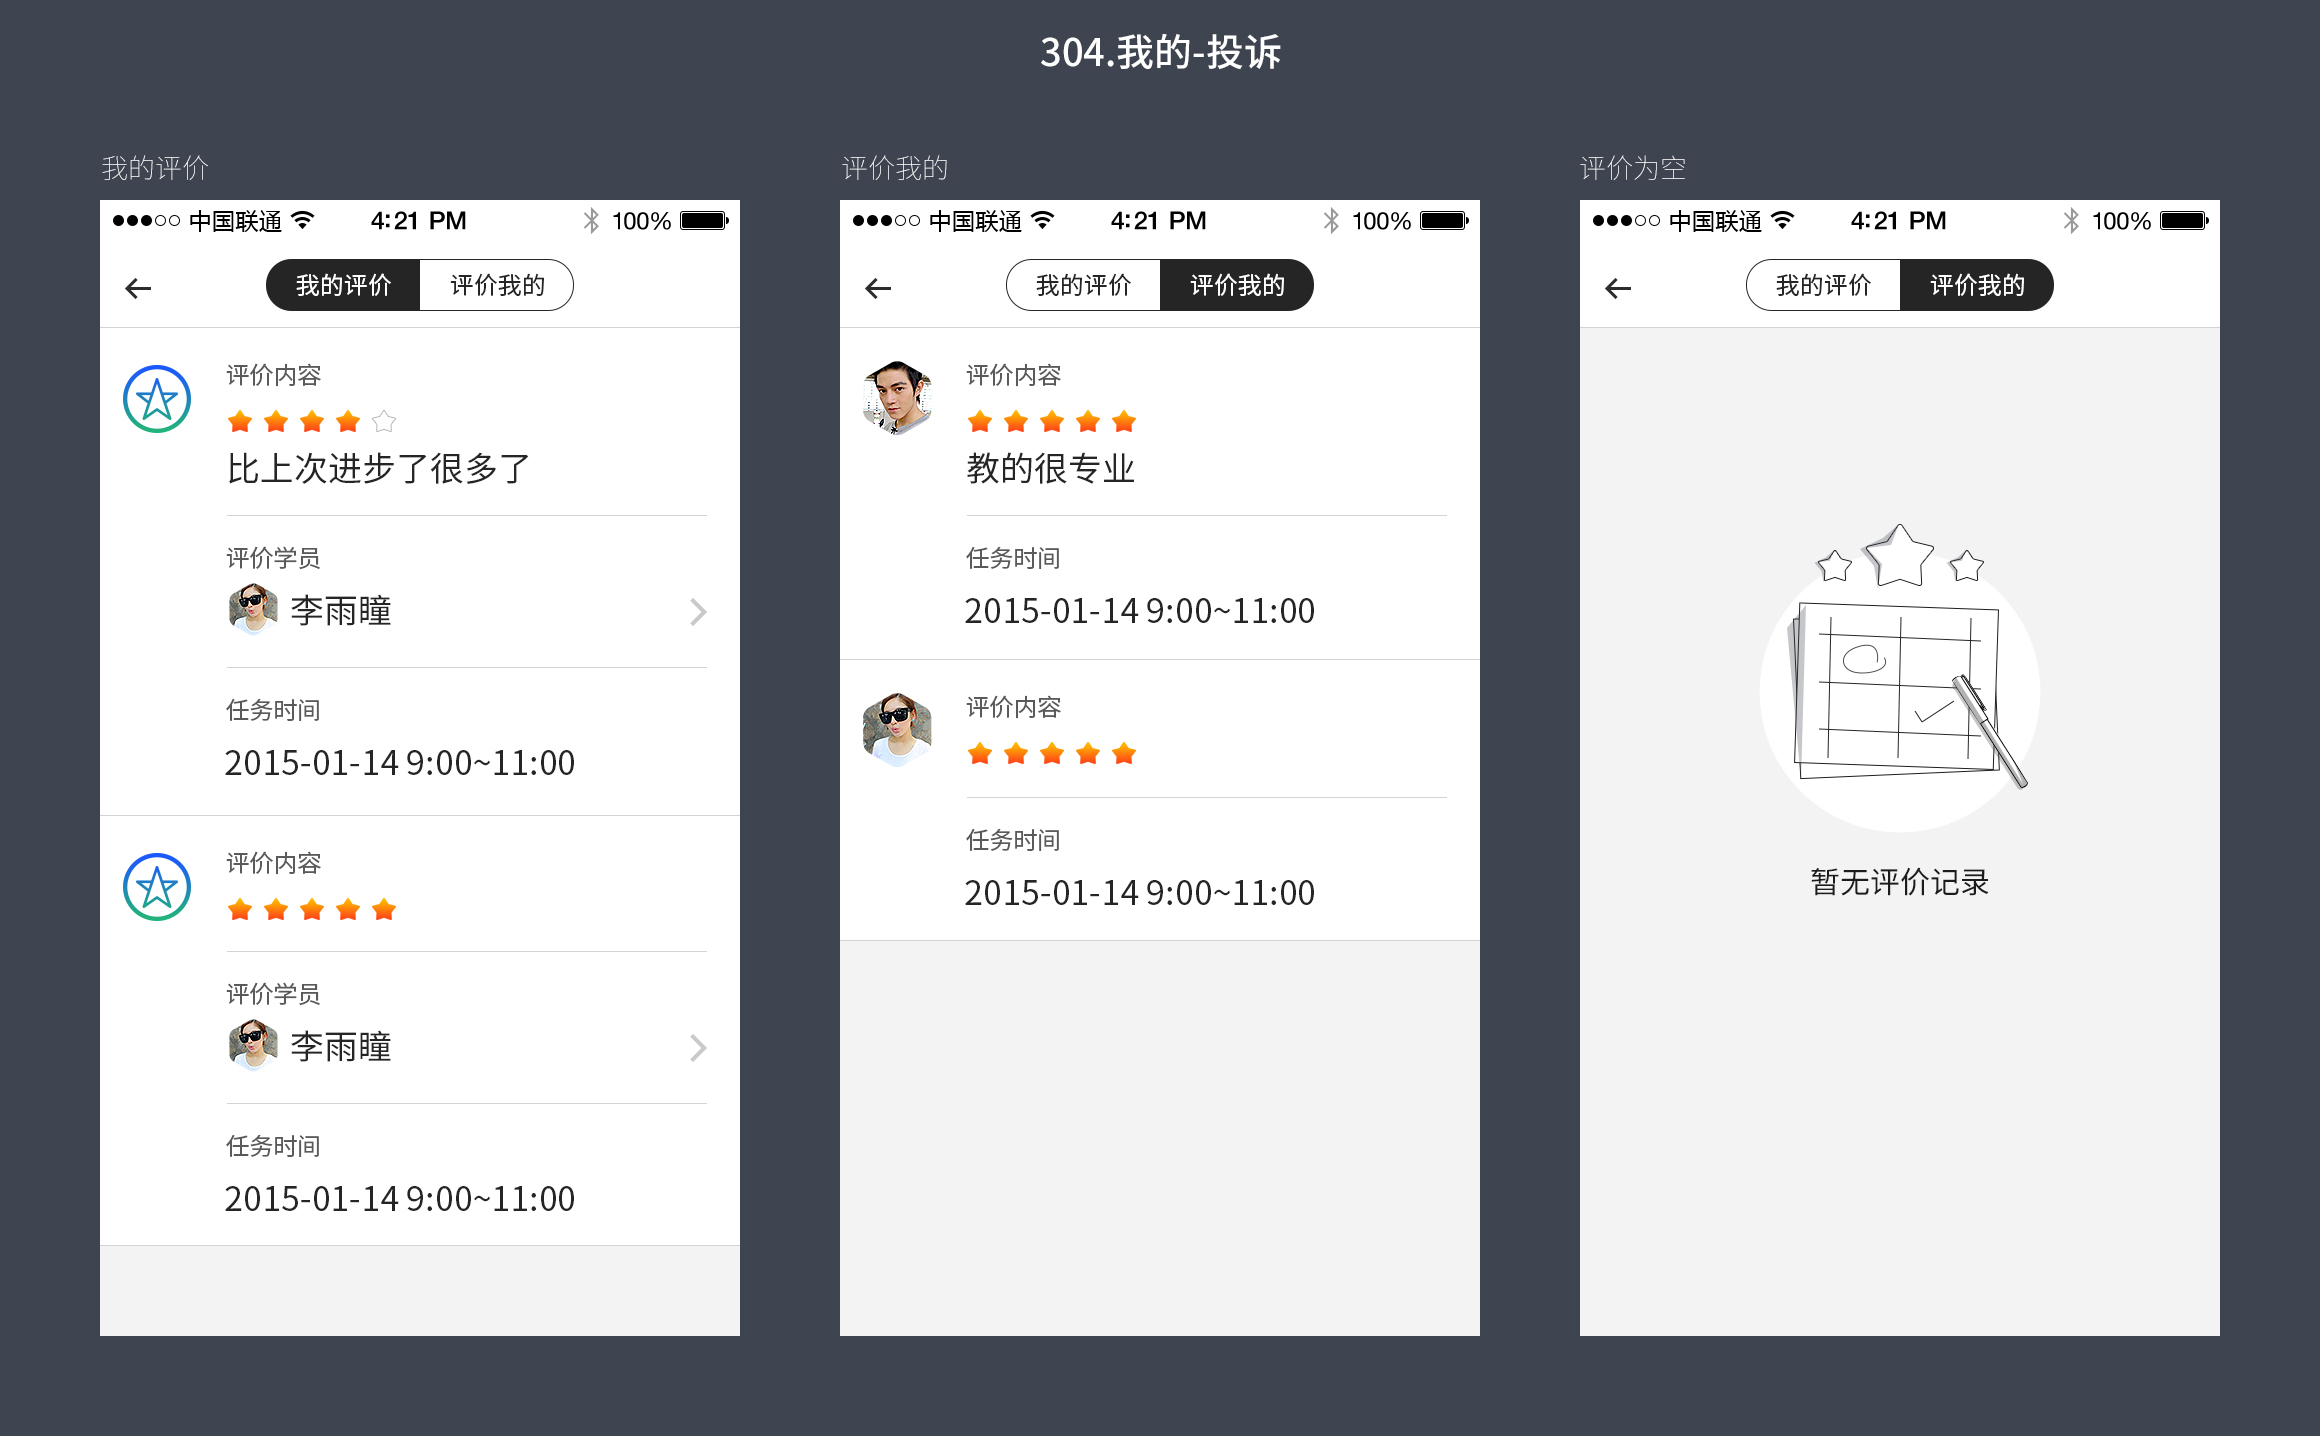 304.我的-投诉
我的评价
中国联通 4:21 PM 100%
我的评价 评价我的
评价内容
比上次进步了很多了
评价学员
李雨瞳
任务时间
2015-01-14 9:00~11:00
评价内容
评价学员
李雨瞳
任务时间
2015-01-14 9:00~11:00
评价我的
中国联通 4:21 PM 100%
我的评价 评价我的
评价内容
教的很专业
任务时间
2015-01-14 9:00~11:00
评价内容
任务时间
2015-01-14 9:00~11:00
评价为空
中国联通 4:21 PM 100%
我的评价 评价我的
暂无评价记录